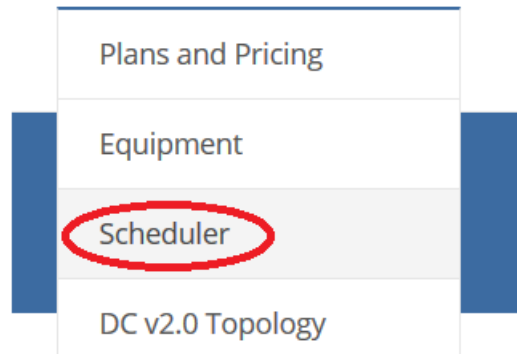 Plans and Pricing
Equipment
Scheduler
DC v2.0 Topology